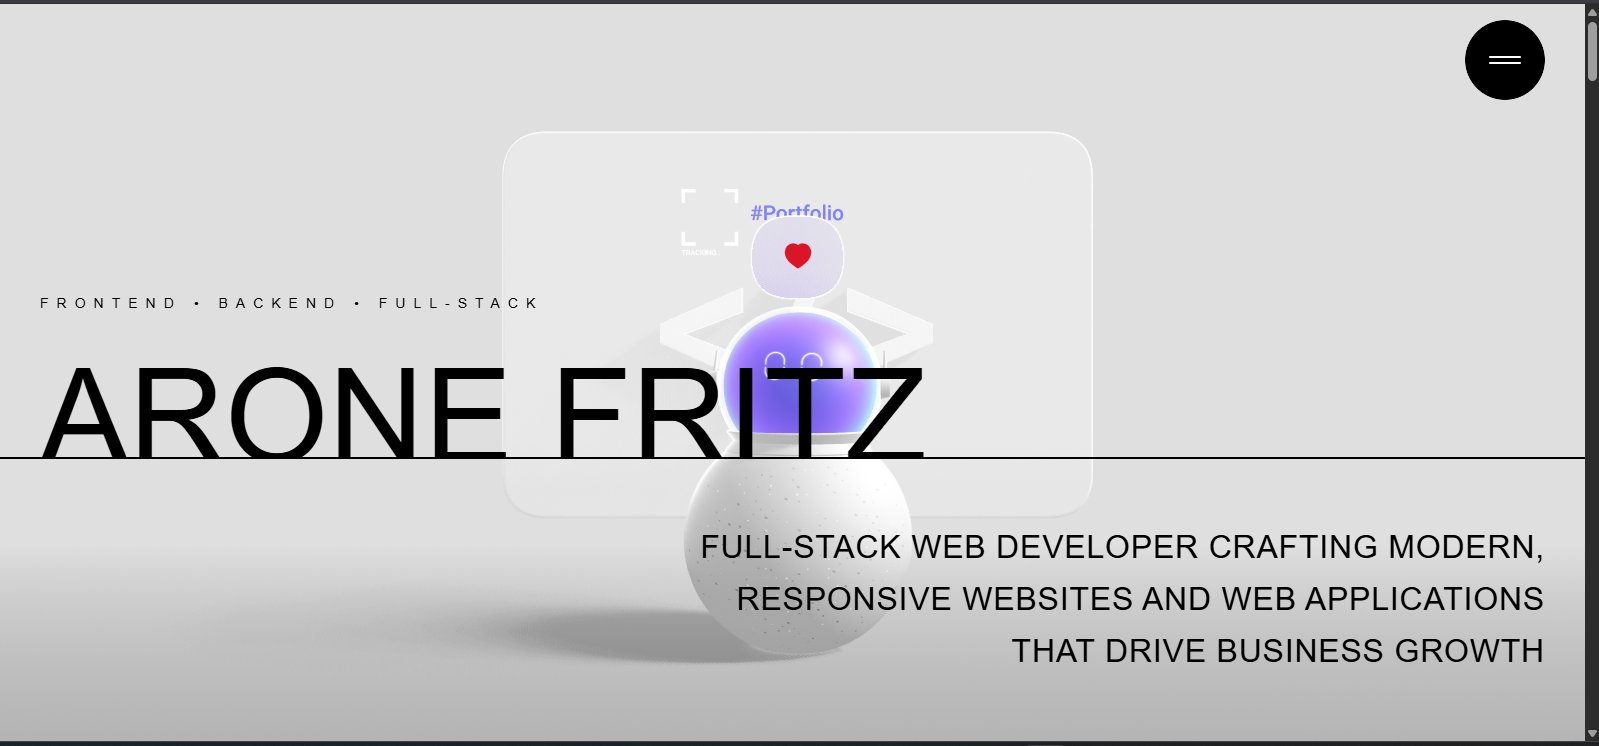 #Portfolio
TRACKING..
FRONTEND • BACKEND • FULL-STACK
ARONE FRITZ
FULL-STACK WEB DEVELOPER CRAFTING MODERN,
RESPONSIVE WEBSITES AND WEB APPLICATIONS
THAT DRIVE BUSINESS GROWTH